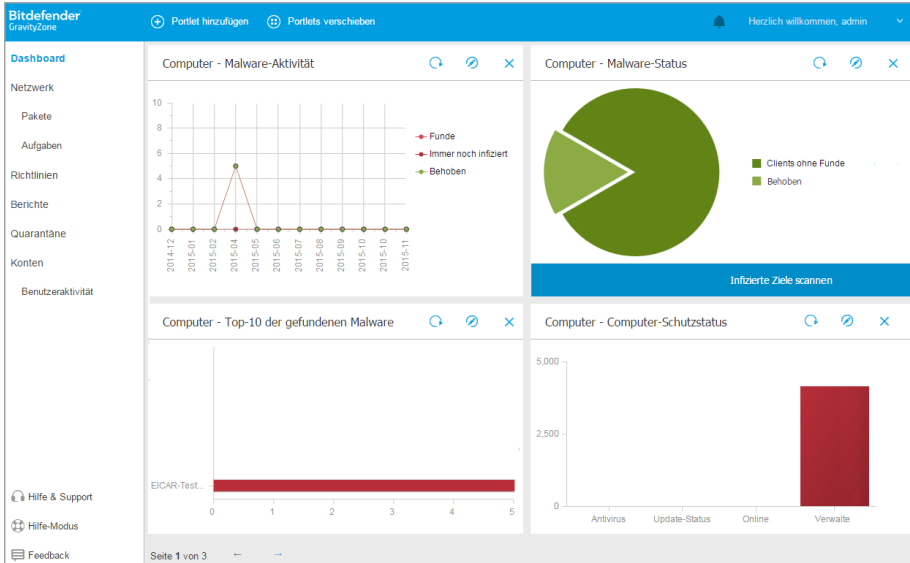 Bitdefender
GravityZone
Portlet hinzufügen
Portlets verschieben
Herzlich willkommen, admin
Dashboard
Netzwerk
Pakete
Aufgaben
Richtlinien
Berichte
Quarantäne
Konten
Benutzeraktivität
Hilfe & Support
Hilfe-Modus
Feedback
Computer - Malware-Aktivität
10
8
6
4
2
0
2014-12
2015-01
2015-02
2015-04
2015-05
2015-06
2015-07
2015-08
2015-09
2015-10
2015-10
2015-11
Funde
Immer noch infiziert
Behoben
Computer - Malware-Status
Clients ohne Funde
Behoben
Infizierte Ziele scannen
Computer - Top-10 der gefundenen Malware
EICAR-Test...
0 1 2 3 4 5
Computer - Computer-Schutzstatus
5,000
2,500
0
Antivirus Update-Status Online Verwalte
Seite 1 von 3